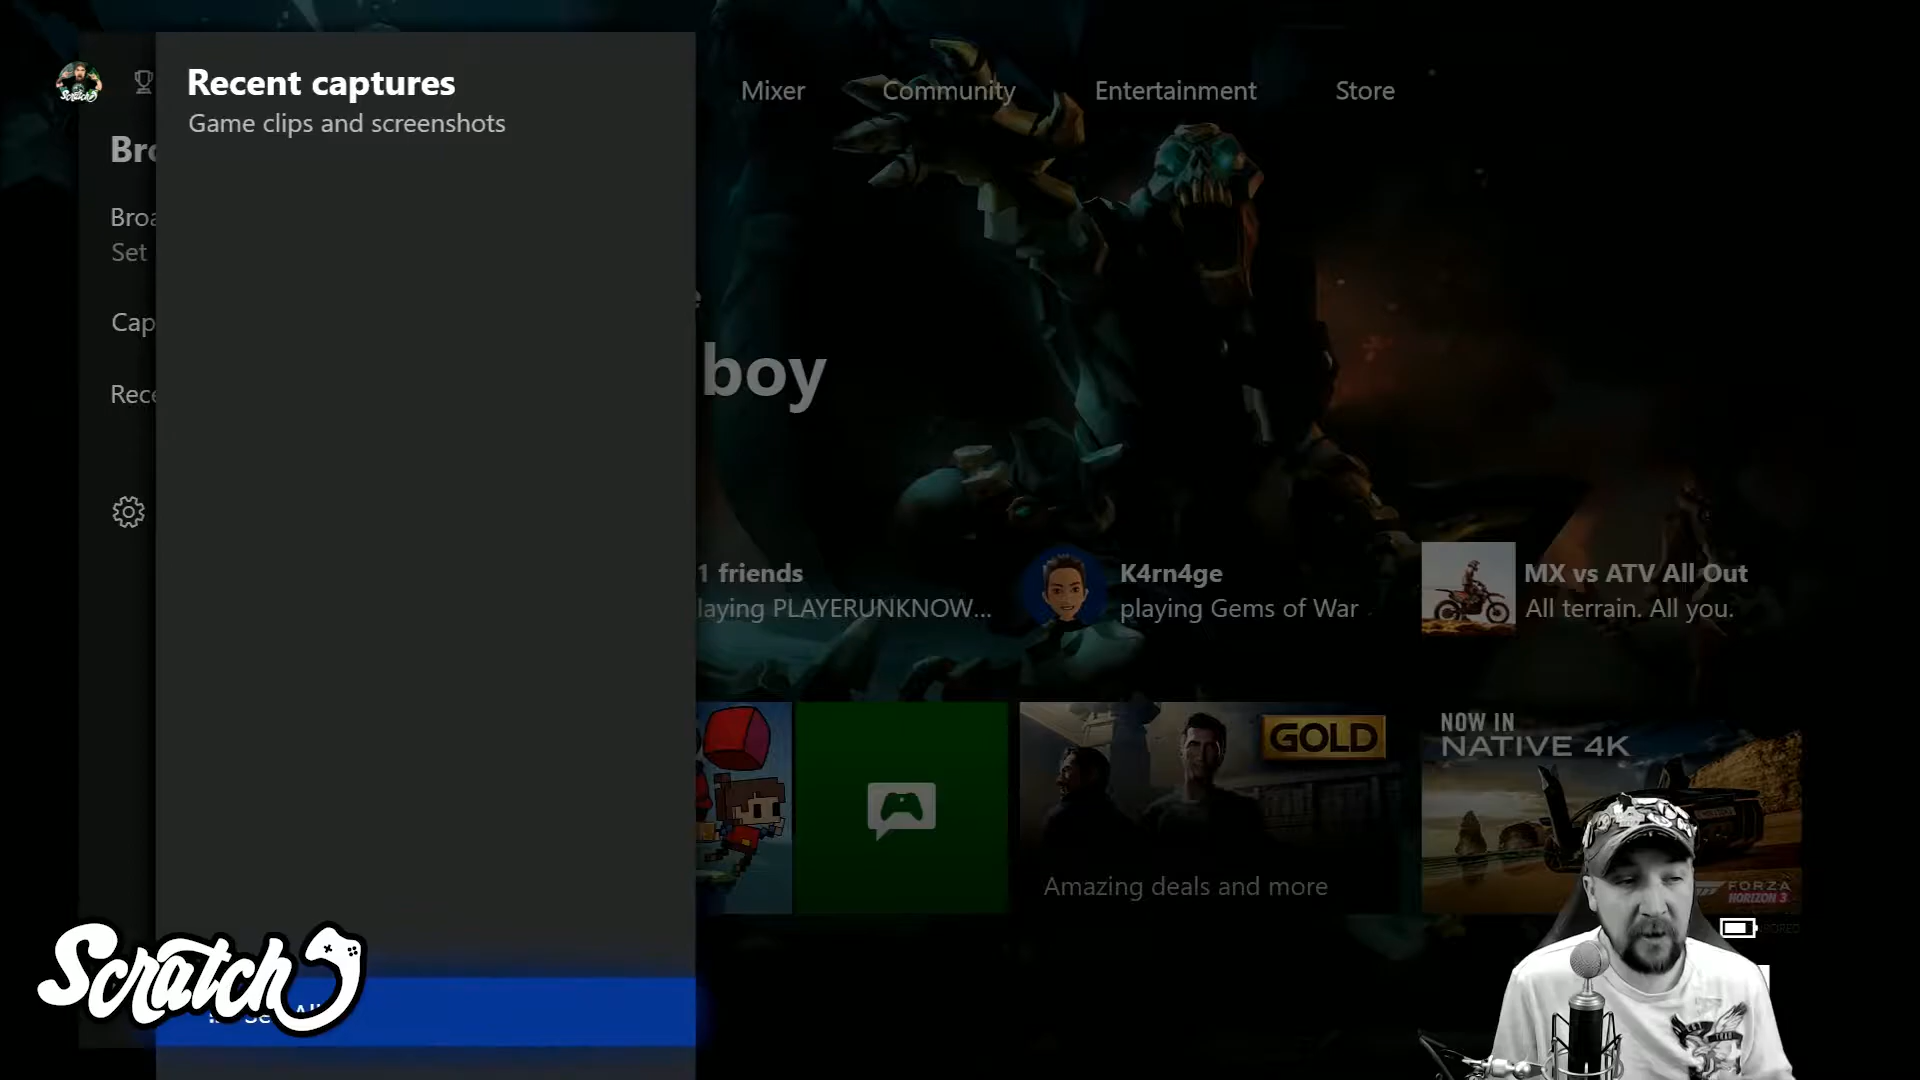 Recent captures
Game clips and screenshots
Mixer
Community
Entertainment
Store
Bro
Broa
Set
Cap
Rece
boy
1 friends
laying PLAYERUNKNOW...
K4rn4ge
playing Gems of War
MX vs ATV All Out
All terrain. All you.
GOLD
Amazing deals and more
NOW IN
NATIVE 4K
FORZA
HORIZON 3
Scratch